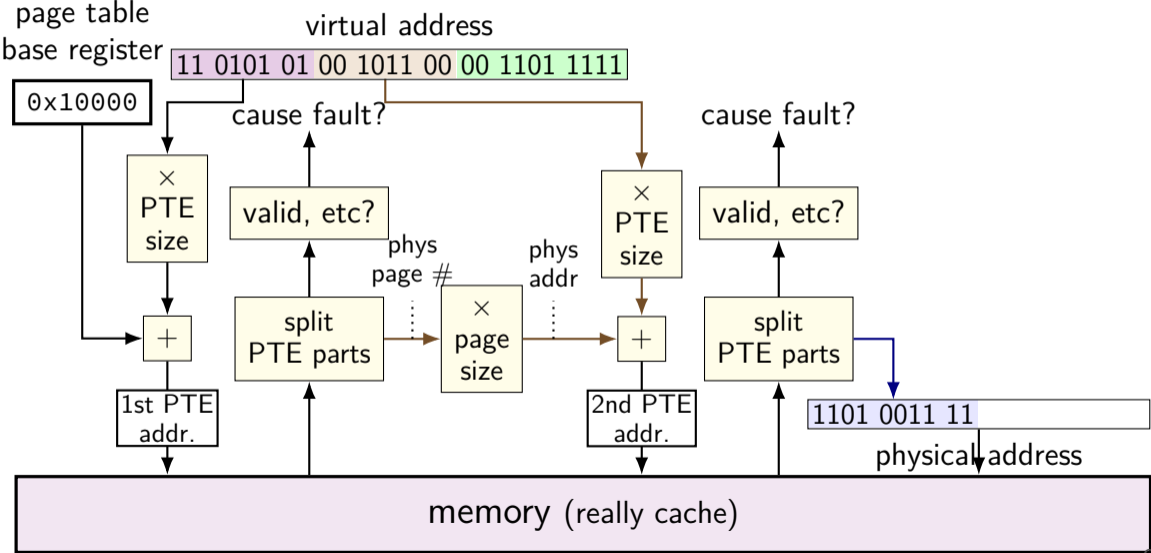 page table
base register
virtual address
11 0101 01 00 1011 00 00 1101 1111
0x10000
cause fault?
cause fault?
×
PTE
size
valid, etc?
×
PTE
size
valid, etc?
phys
page #
phys
addr
+
split
PTE parts
×
page
size
+
split
PTE parts
1st PTE
addr.
2nd PTE
addr.
1101 0011 11
physical address
memory (really cache)